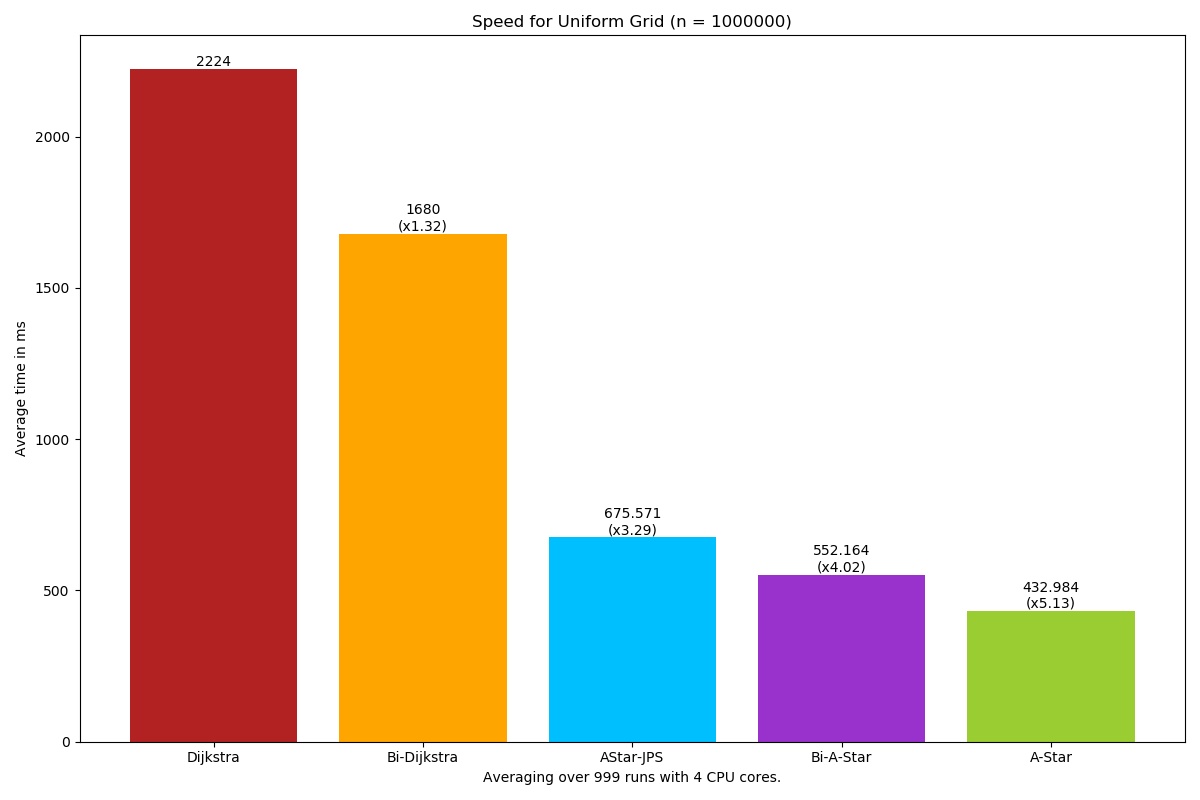 Speed for Uniform Grid (n = 1000000)
2224
1680
(x1.32)
675.571
(x3.29)
552.164
(x4.02)
432.984
(x5.13)
2000
1500
1000
500
0
Average time in ms
Dijkstra
Bi-Dijkstra
AStar-JPS
Bi-A-Star
A-Star
Averaging over 999 runs with 4 CPU cores.